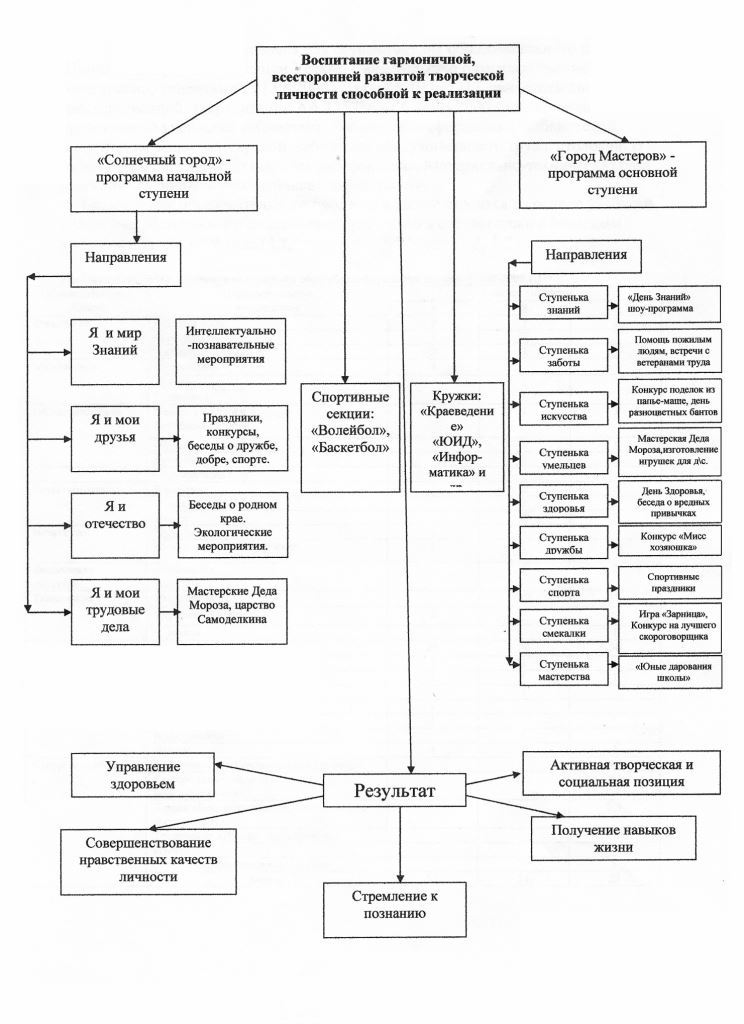 Воспитание гармоничной,
всесторонней развитой творческой
личности способной к реализации
«Солнечный город» -
программа начальной
ступени
«Город Мастеров» -
программа основной
ступени
Направления
Я и мир
Знаний
Интеллектуально
-познавательные
мероприятия
Я и мои
друзья
Праздники,
конкурсы,
беседы о дружбе,
добре, спорте.
Я и
отечество
Беседы о родном
крае.
Экологические
мероприятия.
Я и мои
трудовые
дела
Мастерские Деда
Мороза, царство
Самоделкина
Спортивные
секции:
«Волейбол»,
«Баскетбол»
Кружки:
«Краеведени
е»
«ЮИД»,
«Инфор-
матика» и
Направления
Ступенька
знаний
«День Знаний»
шоу-программа
Ступенька
заботы
Помощь пожилым
людям, встречи с
ветеранами труда
Ступенька
искусства
Конкурс поделок из
папье-маше, день
разноцветных бантов
Ступенька
умельцев
Мастерская Деда
Мороза,изготовление
игрушек для д\с.
Ступенька
здоровья
День Здоровья,
беседа о вредных
привычках
Ступенька
дружбы
Конкурс «Мисс
хозяюшка»
Ступенька
спорта
Спортивные
праздники
Ступенька
смекалки
Игра «Зарница»,
Конкурс на лучшего
скороговорщика
Ступенька
мастерства
«Юные дарования
школы»
Результат
Управление
здоровьем
Совершенствование
нравственных качеств
личности
Стремление к
познанию
Активная творческая и
социальная позиция
Получение навыков
жизни